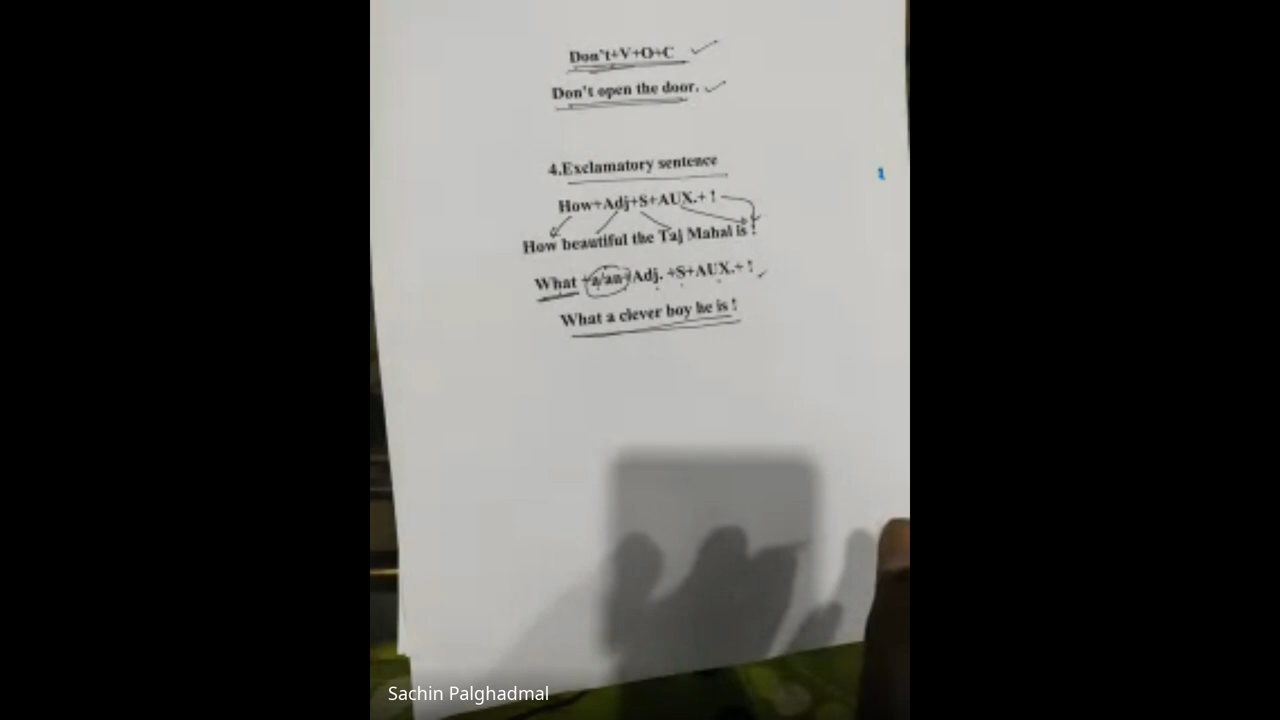 Don't+V+O+C
Don't open the door.
4.Exclamatory sentence
How+Adj+S+AUX.+ !
How beautiful the Taj Mahal is !
What +a/an+Adj. +S+AUX.+ !
What a clever boy he is !
Sachin Palghadmal